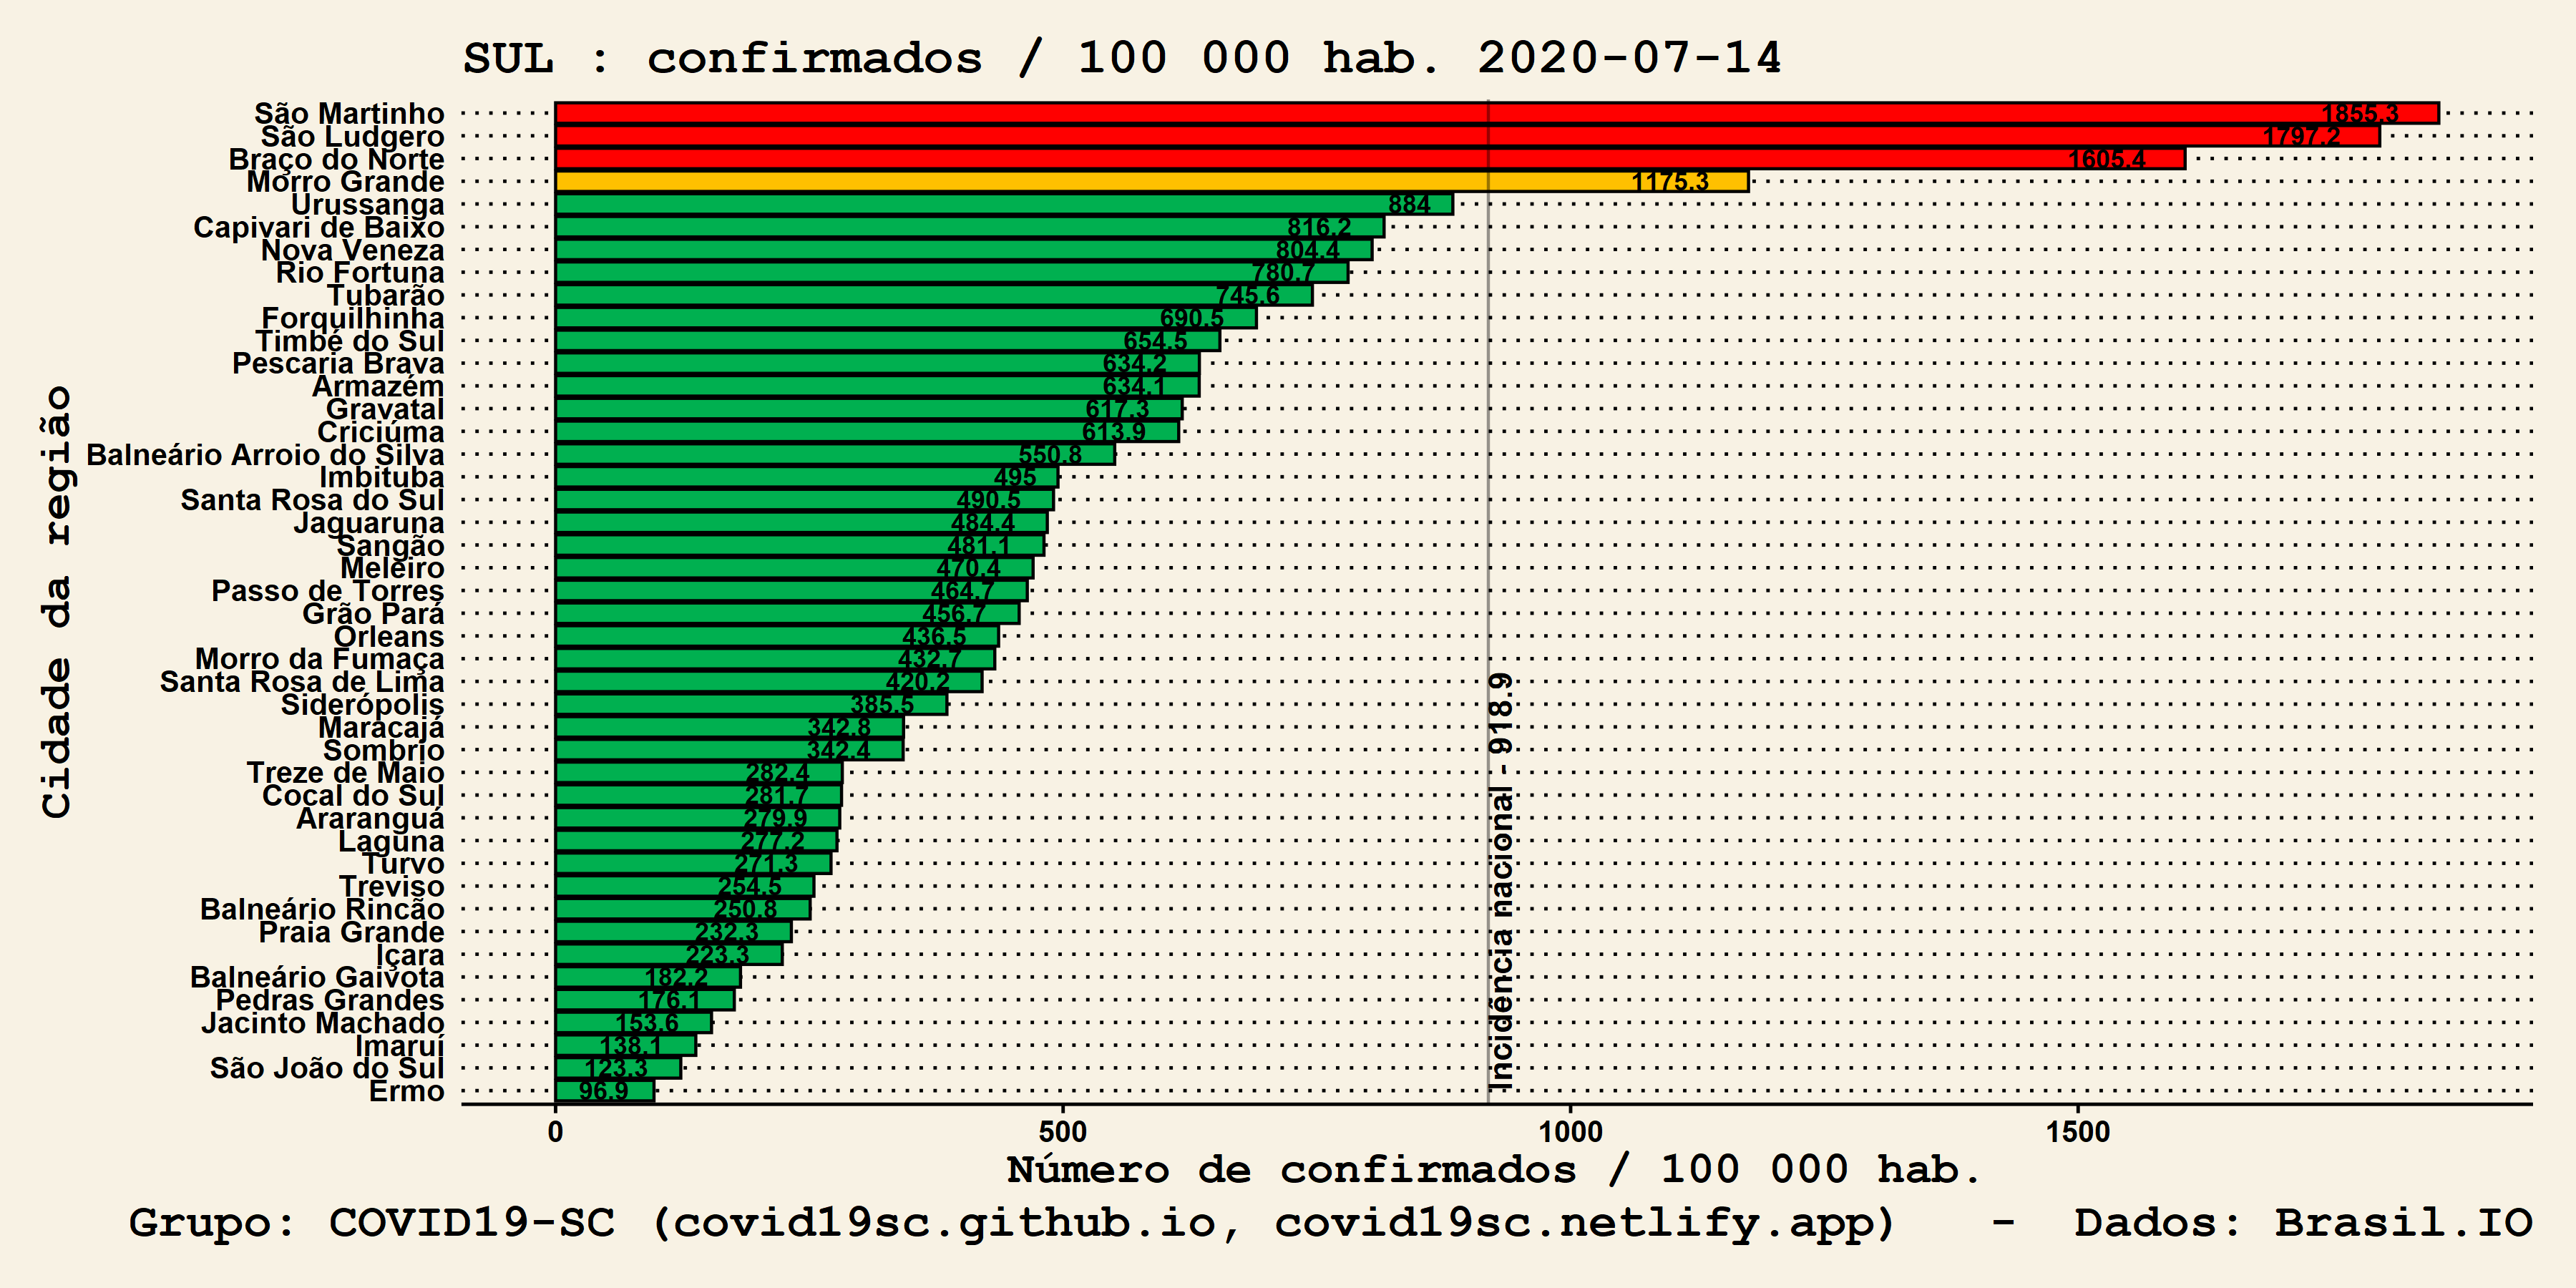 SUL : confirmados / 100 000 hab. 2020-07-14
São Martinho 1855.3
São Ludgero 1797.2
Braço do Norte 1605.4
Morro Grande 1175.3
Urussanga 884
Capivari de Baixo 816.2
Nova Veneza 804.4
Rio Fortuna 780.7
Tubarão 745.6
Forquilhinha 690.5
Timbé do Sul 654.5
Pescaria Brava 634.2
Armazém 634.1
Gravatal 617.3
Criciúma 613.9
Balneário Arroio do Silva 550.8
Imbituba 495
Santa Rosa do Sul 490.5
Jaguaruna 484.4
Sangão 481.1
Meleiro 470.4
Passo de Torres 464.7
Grão Pará 456.7
Orleans 436.5
Morro da Fumaça 432.7
Santa Rosa de Lima 420.2
Siderópolis 385.5
Maracajá 342.8
Sombrio 342.4
Treze de Maio 282.4
Cocal do Sul 281.7
Araranguá 279.9
Laguna 277.2
Turvo 271.3
Treviso 254.5
Balneário Rincão 250.8
Praia Grande 232.3
Içara 223.3
Balneário Gaivota 182.2
Pedras Grandes 176.1
Jacinto Machado 153.6
Imaruí 138.1
São João do Sul 123.3
Ermo 96.9
Cidade da região
Incidência nacional - 918.9
0 500 1000 1500
Número de confirmados / 100 000 hab.
Grupo: COVID19-SC (covid19sc.github.io, covid19sc.netlify.app) - Dados: Brasil.IO